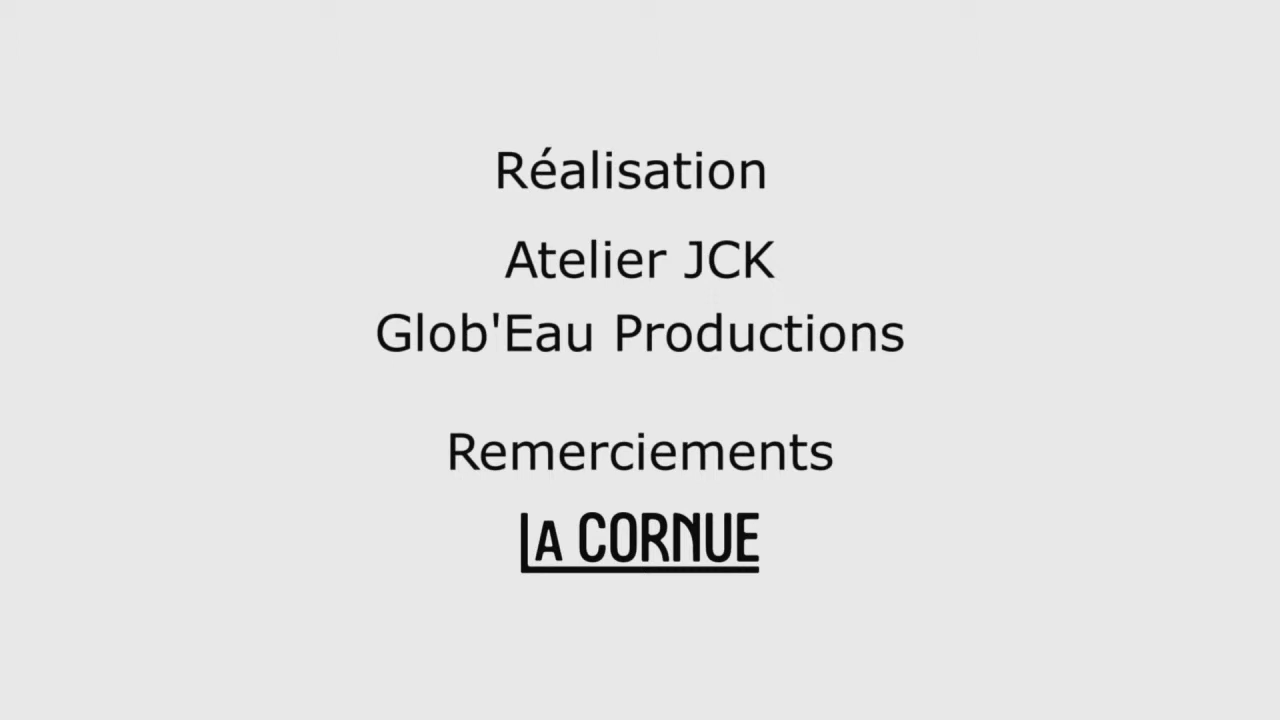 Réalisation
Atelier JCK
Glob'Eau Productions
Remerciements
LA CORNUE